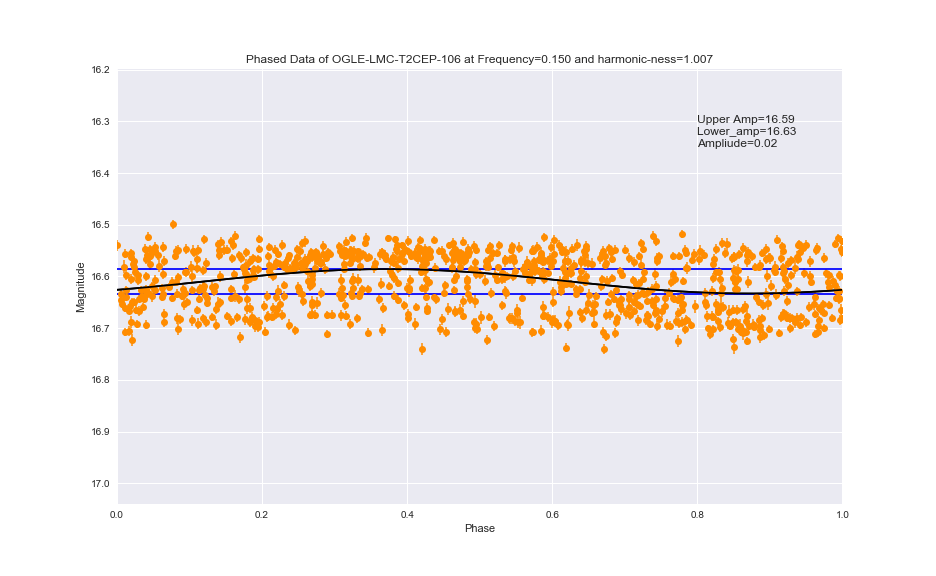 Phased Data of OGLE-LMC-T2CEP-106 at Frequency=0.150 and harmonic-ness=1.007
16.2
16.3
16.4
16.5
16.6
16.7
16.8
16.9
17.0
Magnitude
Upper Amp=16.59
Lower_amp=16.63
Ampliude=0.02
0.0
0.2
0.4
0.6
0.8
1.0
Phase